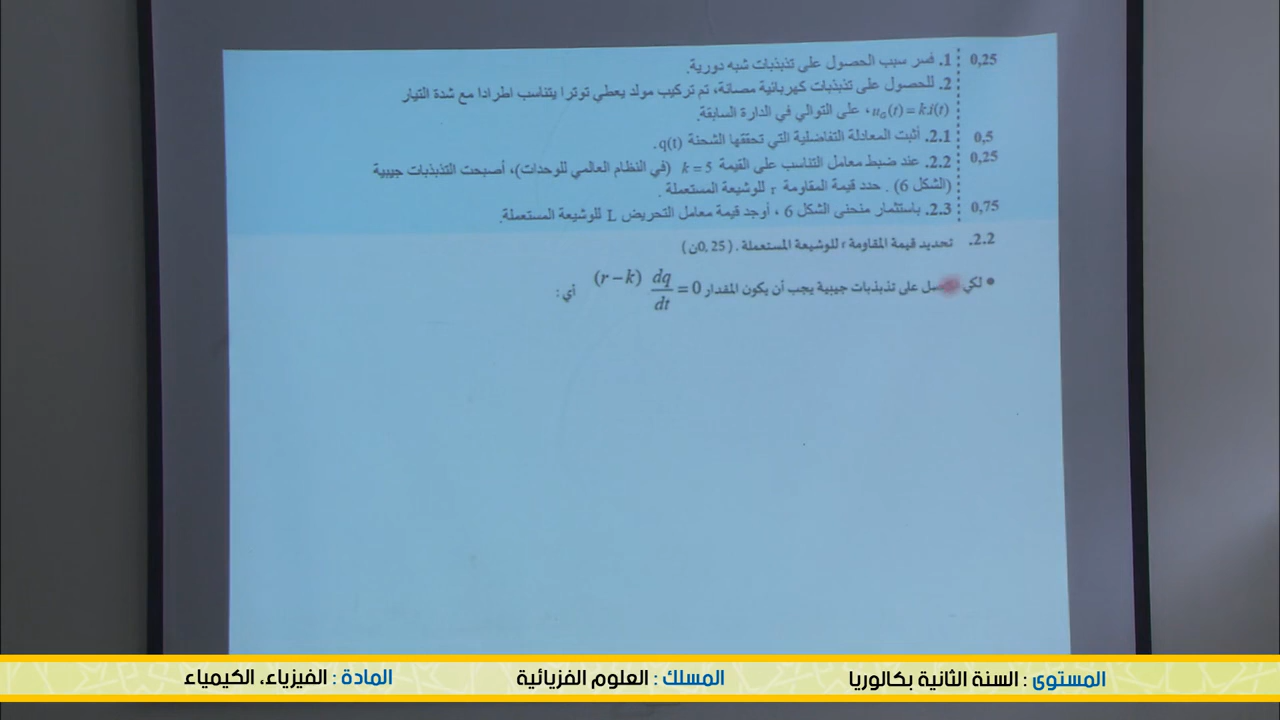 0,25 1. فسر سبب الحصول على تذبذبات شبه دورية.
2. للحصول على تذبذبات كهربائية مصانة، تم تركيب مولد يعطي توترا يتناسب اطرادا مع شدة التيار
u_G(t) = k.i(t)، على التوالي في الدارة السابقة.
0,5 2.1. أثبت المعادلة التفاضلية التي تحققها الشحنة q(t).
0,25 2.2. عند ضبط معامل التناسب على القيمة k = 5 (في النظام العالمي للوحدات)، أصبحت التذبذبات جيبية
(الشكل 6) . حدد قيمة المقاومة r للوشيعة المستعملة .
0,75 2.3. باستثمار منحنى الشكل 6 ، أوجد قيمة معامل التحريض L للوشيعة المستعملة.
2.2. تحديد قيمة المقاومة r للوشيعة المستعملة . (0,25ن)
• لكي على تذبذبات جيبية يجب أن يكون المقدار (r – k) dq/dt = 0 أي :
المستوى : السنة الثانية بكالوريا المسلك : العلوم الفزيائية المادة : الفيزياء، الكيمياء